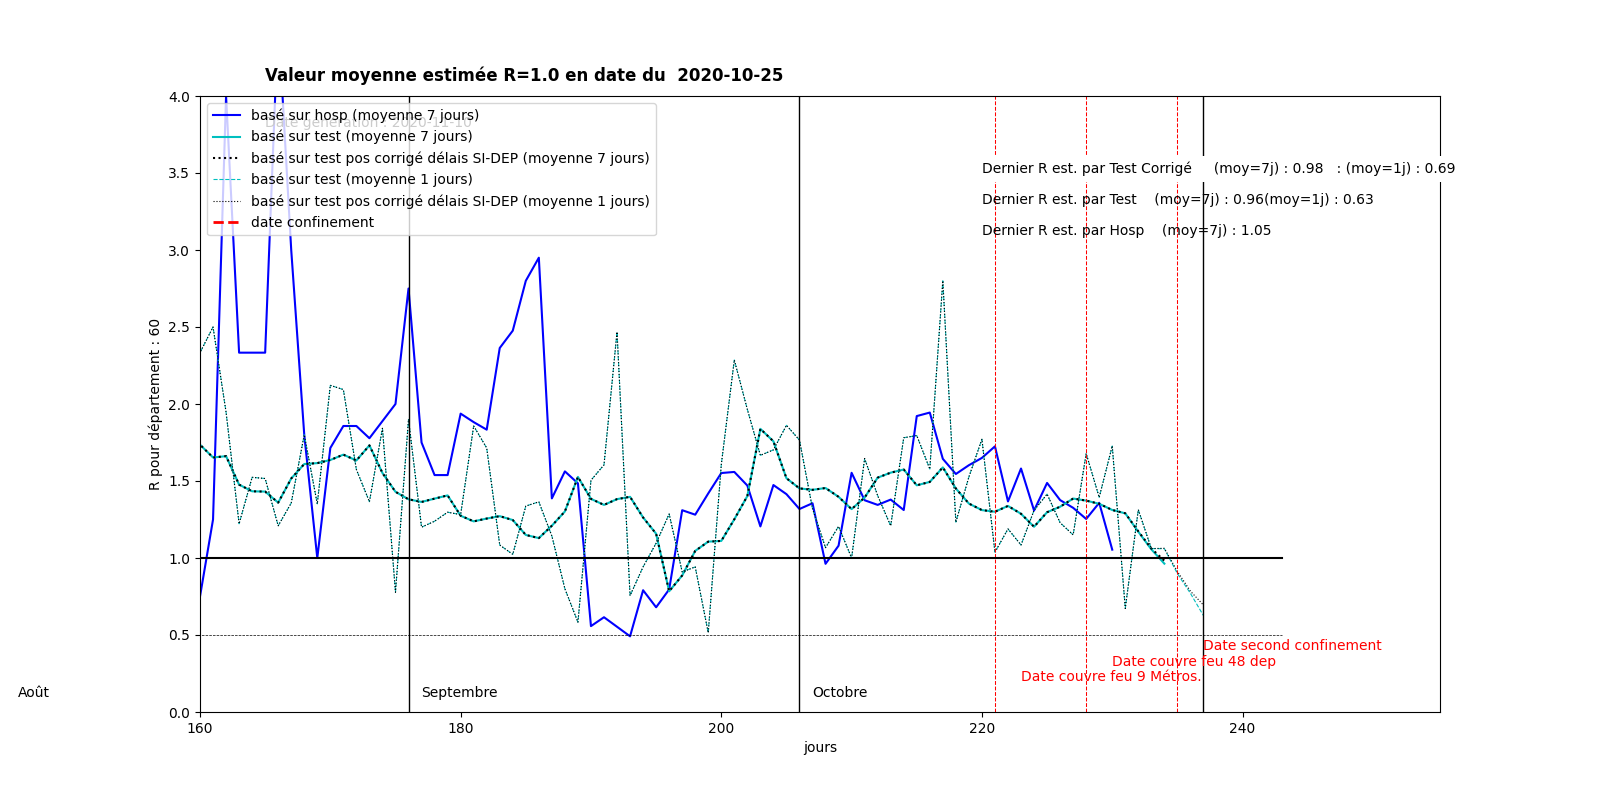 Valeur moyenne estimée R=1.0 en date du  2020-10-25
Date génération : 2020-11-10
basé sur hosp (moyenne 7 jours)
basé sur test (moyenne 7 jours)
basé sur test pos corrigé délais SI-DEP (moyenne 7 jours)
basé sur test (moyenne 1 jours)
basé sur test pos corrigé délais SI-DEP (moyenne 1 jours)
date confinement
Dernier R est. par Test Corrigé     (moy=7j) : 0.98   : (moy=1j) : 0.69
Dernier R est. par Test    (moy=7j) : 0.96(moy=1j) : 0.63
Dernier R est. par Hosp    (moy=7j) : 1.05
4.0
3.5
3.0
2.5
2.0
1.5
1.0
0.5
0.0
R pour département : 60
Date second confinement
Date couvre feu 48 dep
Date couvre feu 9 Métros.
Août
Septembre
Octobre
160
180
200
220
240
jours